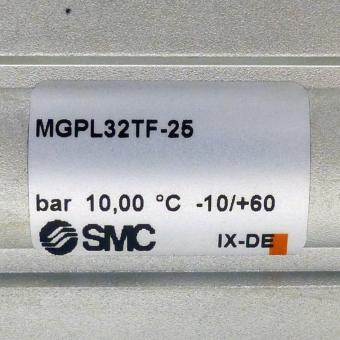 MGPL32TF-25
bar 10,00 °C -10/+60
SMC IX-DE